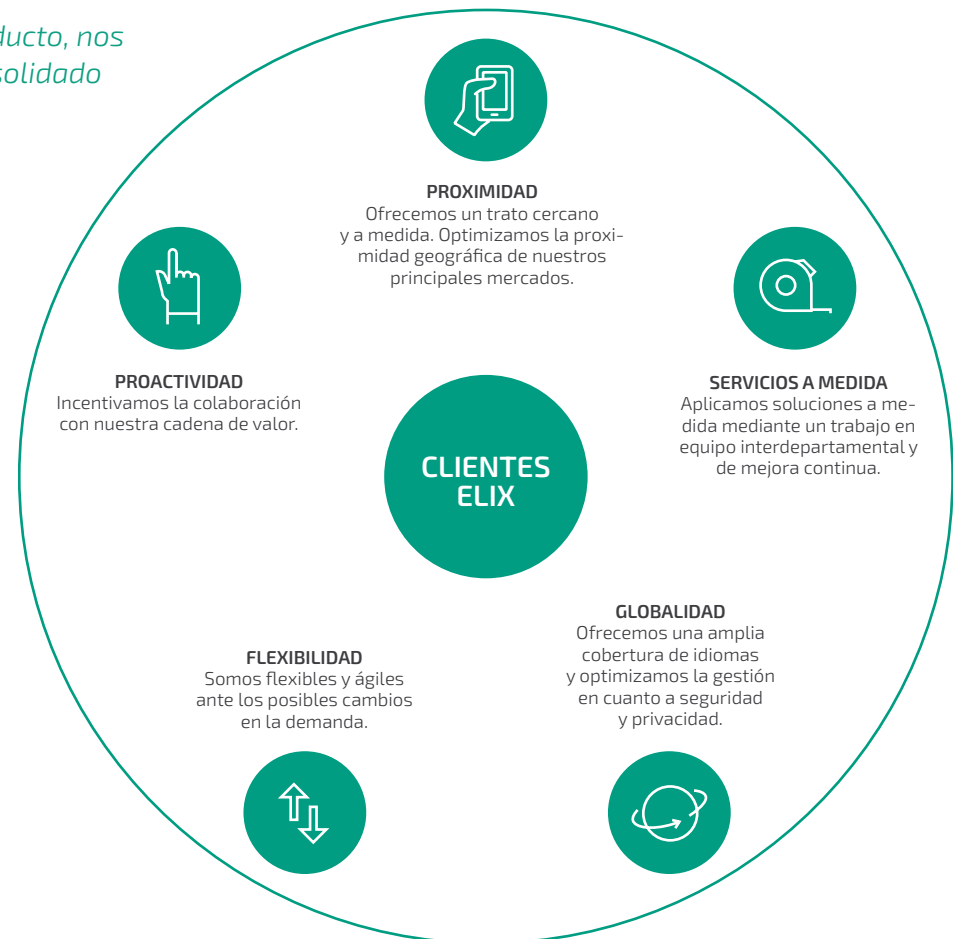 ducto, nos
solidado
PROXIMIDAD
Ofrecemos un trato cercano
y a medida. Optimizamos la proxi-
midad geográfica de nuestros
principales mercados.
PROACTIVIDAD
Incentivamos la colaboración
con nuestra cadena de valor.
SERVICIOS A MEDIDA
Aplicamos soluciones a me-
dida mediante un trabajo en
equipo interdepartamental y
de mejora continua.
CLIENTES
ELIX
GLOBALIDAD
Ofrecemos una amplia
cobertura de idiomas
y optimizamos la gestión
en cuanto a seguridad
y privacidad.
FLEXIBILIDAD
Somos flexibles y ágiles
ante los posibles cambios
en la demanda.